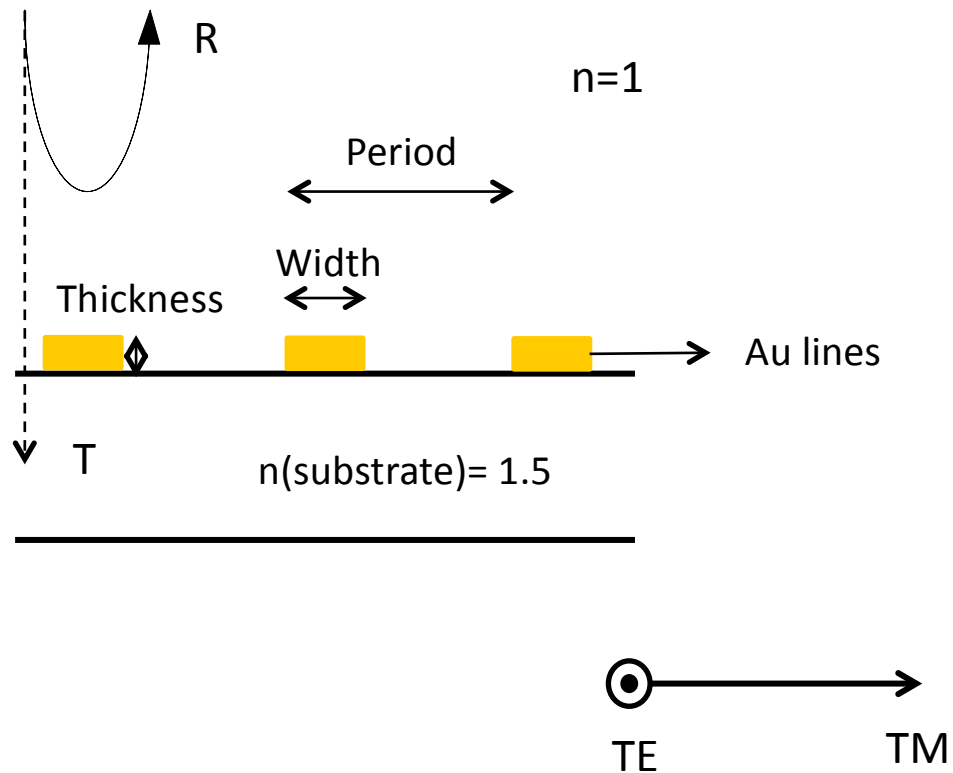 R
n=1
Period
Width
Thickness
Au lines
T
n(substrate)= 1.5
TE
TM